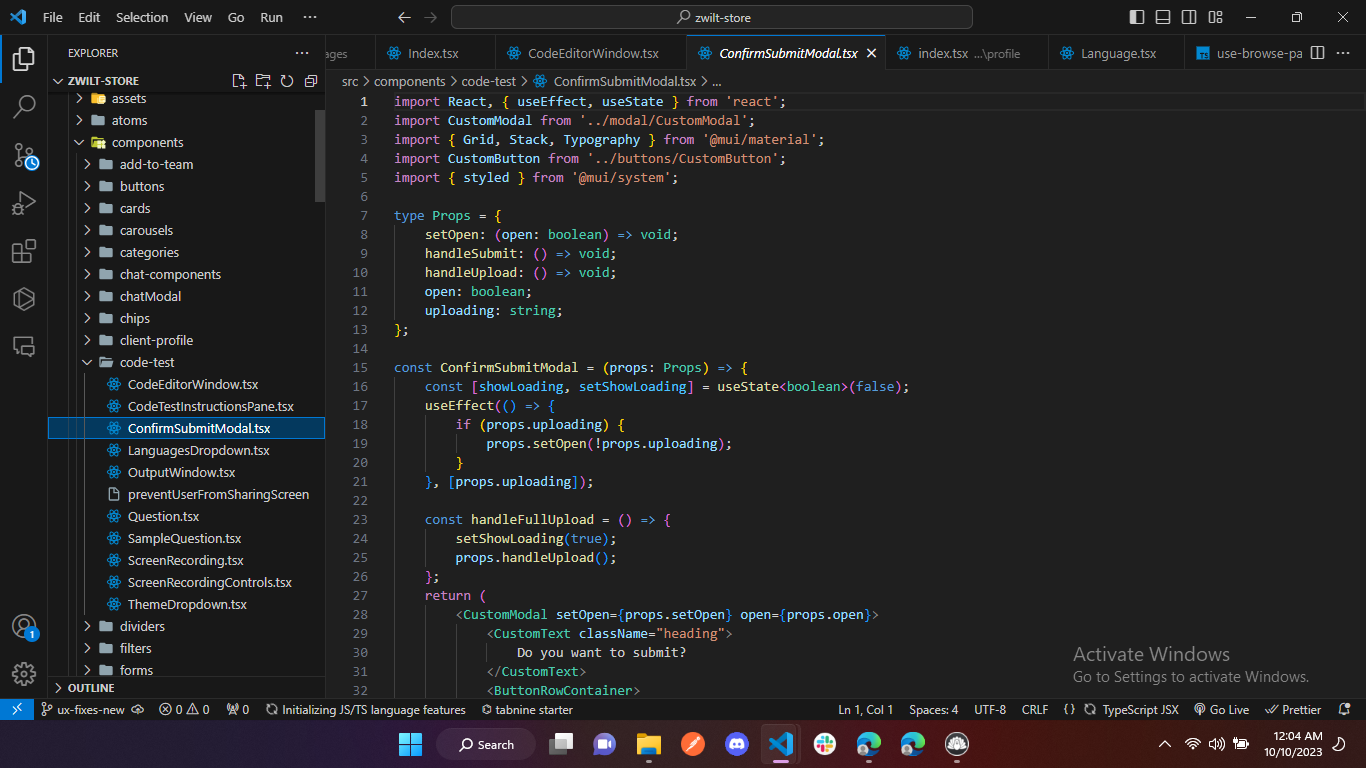 File Edit Selection View Go Run ··· zwilt-store
EXPLORER ···
ZWILT-STORE
assets
atoms
components
add-to-team
buttons
cards
carousels
categories
chat-components
chatModal
chips
client-profile
code-test
CodeEditorWindow.tsx
CodeTestInstructionsPane.tsx
ConfirmSubmitModal.tsx
LanguagesDropdown.tsx
OutputWindow.tsx
preventUserFromSharingScreen
Question.tsx
SampleQuestion.tsx
ScreenRecording.tsx
ScreenRecordingControls.tsx
ThemeDropdown.tsx
dividers
filters
forms
OUTLINE
ages Index.tsx CodeEditorWindow.tsx ConfirmSubmitModal.tsx index.tsx ...\profile Language.tsx use-browse-pa ···
src > components > code-test > ConfirmSubmitModal.tsx > ...
1 import React, { useEffect, useState } from 'react';
2 import CustomModal from '../modal/CustomModal';
3 import { Grid, Stack, Typography } from '@mui/material';
4 import CustomButton from '../buttons/CustomButton';
5 import { styled } from '@mui/system';
6
7 type Props = {
8 setOpen: (open: boolean) => void;
9 handleSubmit: () => void;
10 handleUpload: () => void;
11 open: boolean;
12 uploading: string;
13 };
14
15 const ConfirmSubmitModal = (props: Props) => {
16 const [showLoading, setShowLoading] = useState<boolean>(false);
17 useEffect(() => {
18 if (props.uploading) {
19 props.setOpen(!props.uploading);
20 }
21 }, [props.uploading]);
22
23 const handleFullUpload = () => {
24 setShowLoading(true);
25 props.handleUpload();
26 };
27 return (
28 <CustomModal setOpen={props.setOpen} open={props.open}>
29 <CustomText className="heading">
30 Do you want to submit?
31 </CustomText>
32 <ButtonRowContainer>
Activate Windows
Go to Settings to activate Windows.
1
ux-fixes-new 0 0 0 Initializing JS/TS language features tabnine starter Ln 1, Col 1 Spaces: 4 UTF-8 CRLF {} TypeScript JSX Go Live Prettier
Search
12:04 AM
10/10/2023